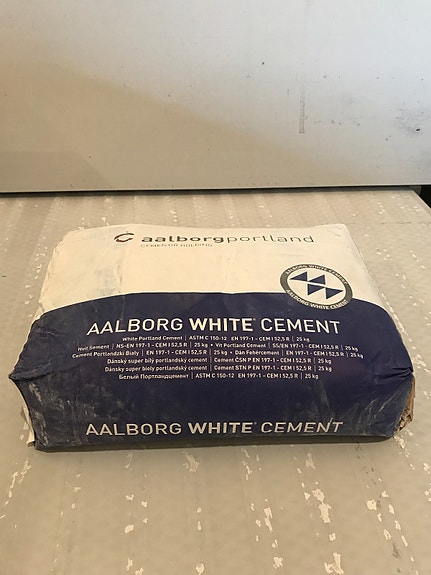 aalborgportland
CEMENTIR HOLDING
AALBORG WHITE CEMENT
AALBORG WHITE CEMENT
AALBORG WHITE® CEMENT
White Portland Cement | ASTM C 150-12 | EN 197-1 - CEM I 52,5 R | 25 kg
Hvit Sement | NS-EN 197-1 - CEM I 52,5 R | 25 kg • Vit Portland Cement | SS/EN 197-1 - CEM I 52,5 R | 25 kg
Cement Portlandzki Biały | EN 197-1 - CEM I 52,5 R | 25 kg • Dán Fehércement | EN 197-1 - CEM I 52,5 R | 25 kg
Dánský super bílý portlandský cement | Cement ČSN P EN 197-1 - CEM I 52,5 R | 25 kg
Dánsky super biely portlandský cement | Cement STN P EN 197-1 - CEM I 52,5 R | 25 kg
Белый Портландцемент | ASTM C 150-12 | EN 197-1 - CEM I 52,5 R | 25 kg
AALBORG WHITE® CEMENT